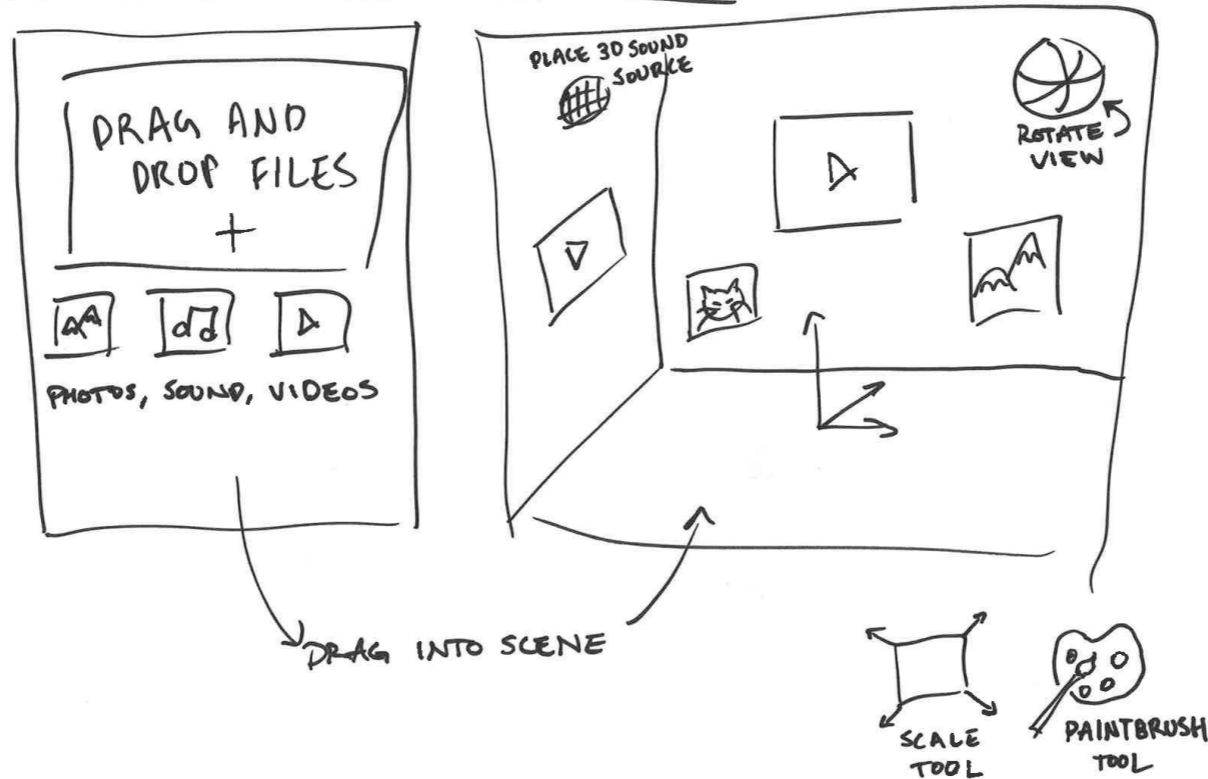 DRAG AND
DROP FILES
+
PHOTOS, SOUND, VIDEOS
PLACE 3D SOUND
SOURCE
ROTATE
VIEW
DRAG INTO SCENE
SCALE
TOOL
PAINTBRUSH
TOOL